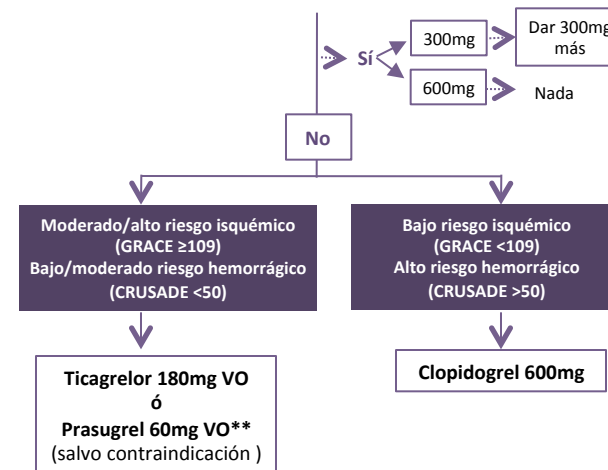 Sí
300mg
Dar 300mg
más
600mg
Nada
No
Moderado/alto riesgo isquémico
(GRACE ≥109)
Bajo/moderado riesgo hemorrágico
(CRUSADE <50)
Bajo riesgo isquémico
(GRACE <109)
Alto riesgo hemorrágico
(CRUSADE >50)
Ticagrelor 180mg VO
ó
Prasugrel 60mg VO**
(salvo contraindicación )
Clopidogrel 600mg